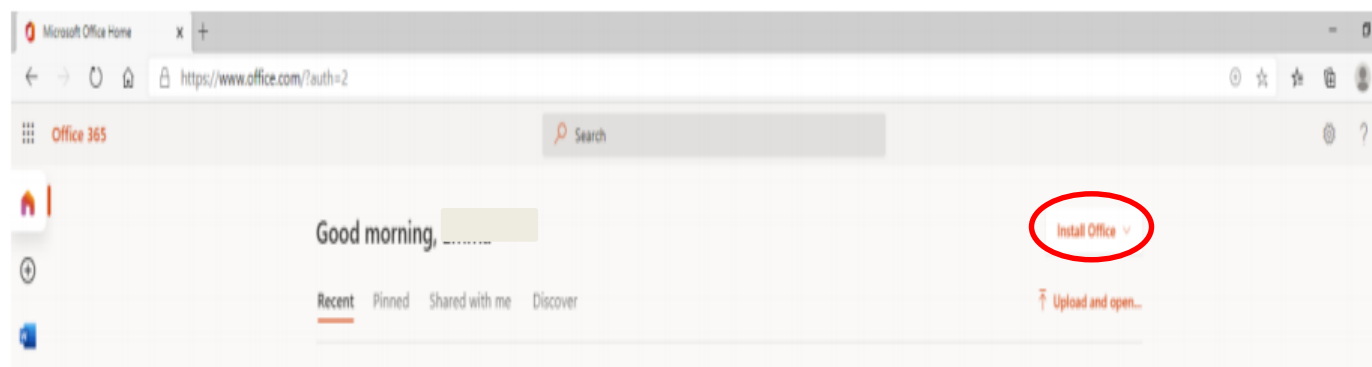 Microsoft Office Home
https://www.office.com/?auth=2
Office 365
Search
?
Good morning,
Install Office
Recent Pinned Shared with me Discover
Upload and open...